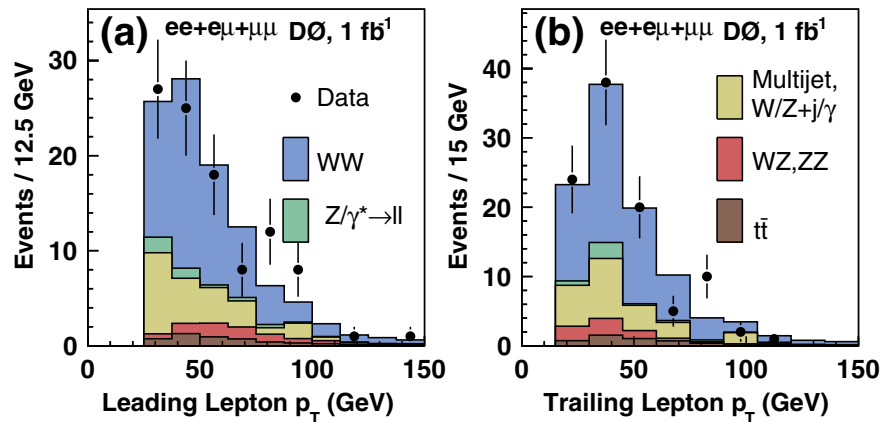 (a) ee+eμ+μμ DØ, 1 fb⁻¹
30
20
10
0
Events / 12.5 GeV
Data
WW
Z/γ*→ll
0 50 100 150
Leading Lepton p_T (GeV)
(b) ee+eμ+μμ DØ, 1 fb⁻¹
40
30
20
10
0
Events / 15 GeV
Multijet,
W/Z+j/γ
WZ,ZZ
tt̄
0 50 100 150
Trailing Lepton p_T (GeV)